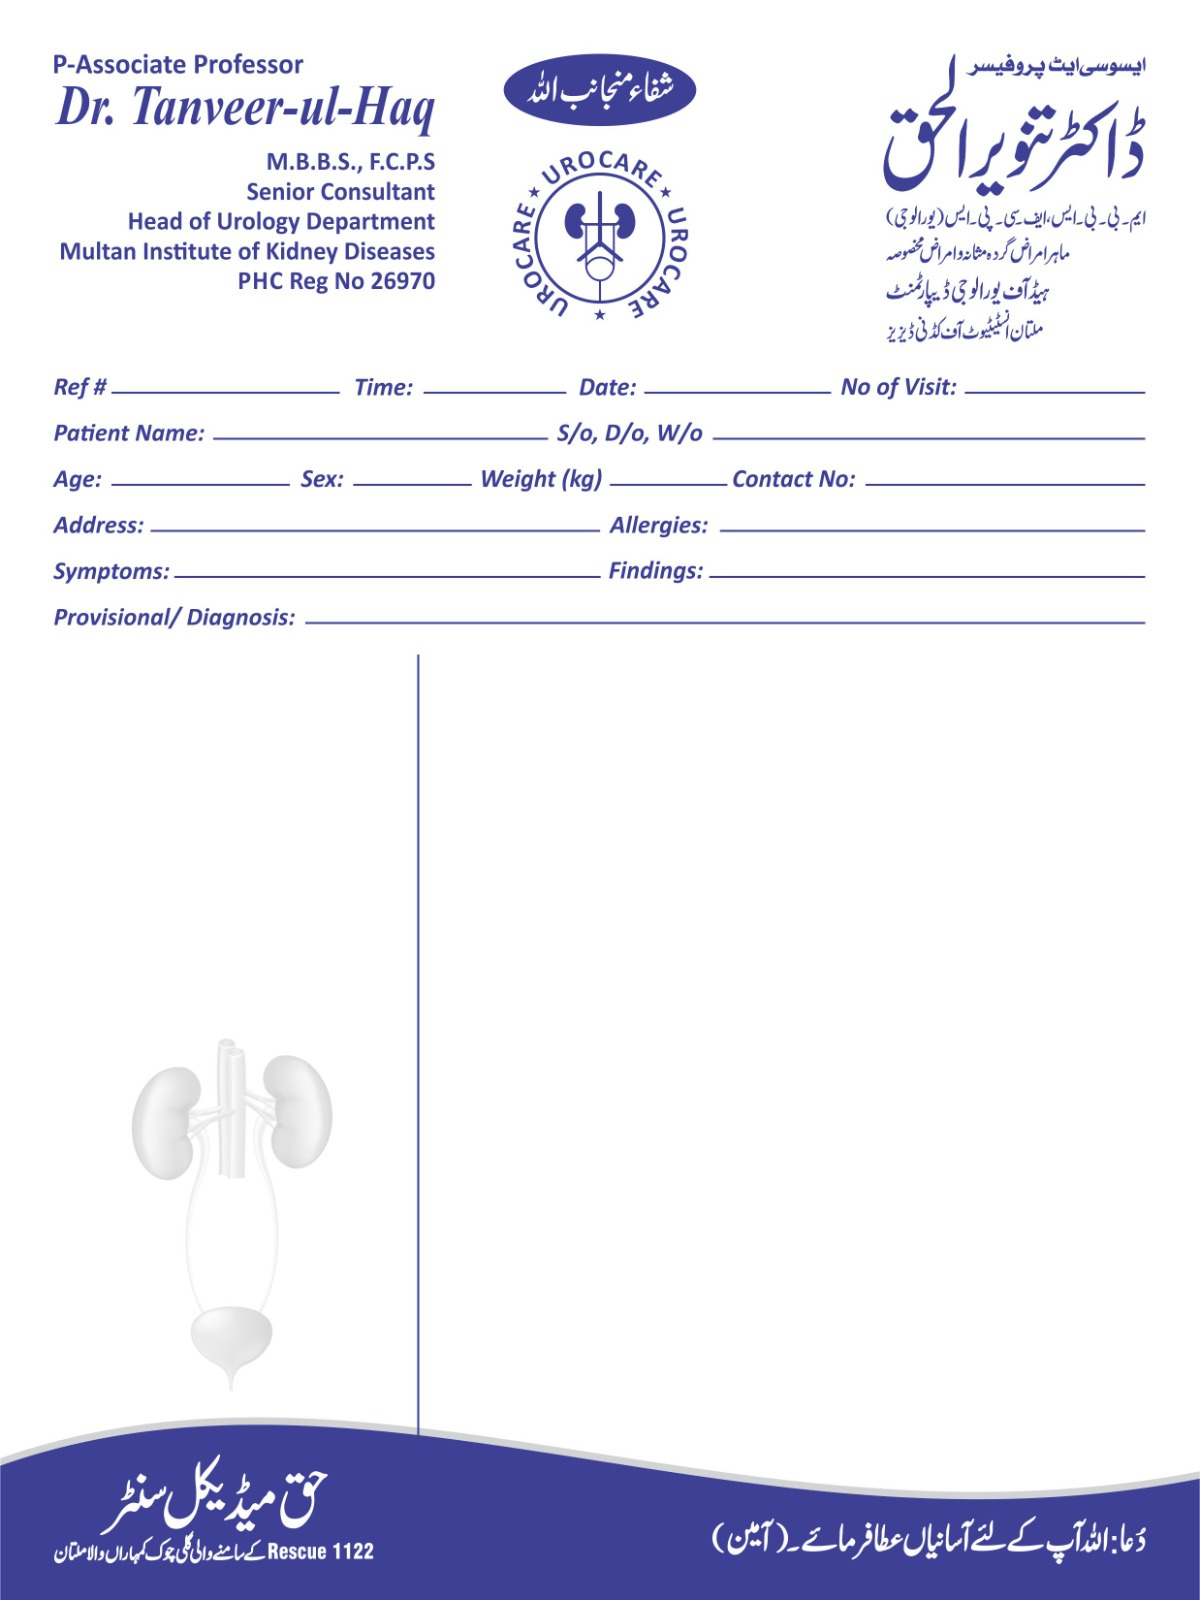 P-Associate Professor
Dr. Tanveer-ul-Haq
M.B.B.S., F.C.P.S
Senior Consultant
Head of Urology Department
Multan Institute of Kidney Diseases
PHC Reg No 26970
شفاء منجانب اللہ
UROCARE ★ UROCARE ★ UROCARE ★
ایسوسی ایٹ پروفیسر
ڈاکٹر تنویر الحق
ایم۔بی۔بی۔ایس،ایف۔سی۔پی۔ایس (یورالوجی)
ماہر امراض گردہ مثانہ و امراض مخصوصہ
ہیڈ آف یورالوجی ڈیپارٹمنٹ
ملتان انسٹیٹیوٹ آف کڈنی ڈیزیز
Ref # Time: Date: No of Visit:
Patient Name: S/o, D/o, W/o
Age: Sex: Weight (kg) Contact No:
Address: Allergies:
Symptoms: Findings:
Provisional/ Diagnosis:
حق میڈیکل سنٹر
Rescue 1122 کے سامنے والی گلی چوک کمہاراں والا ملتان
دُعا: اللہ آپ کے لئے آسانیاں عطا فرمائے۔ (آمین)